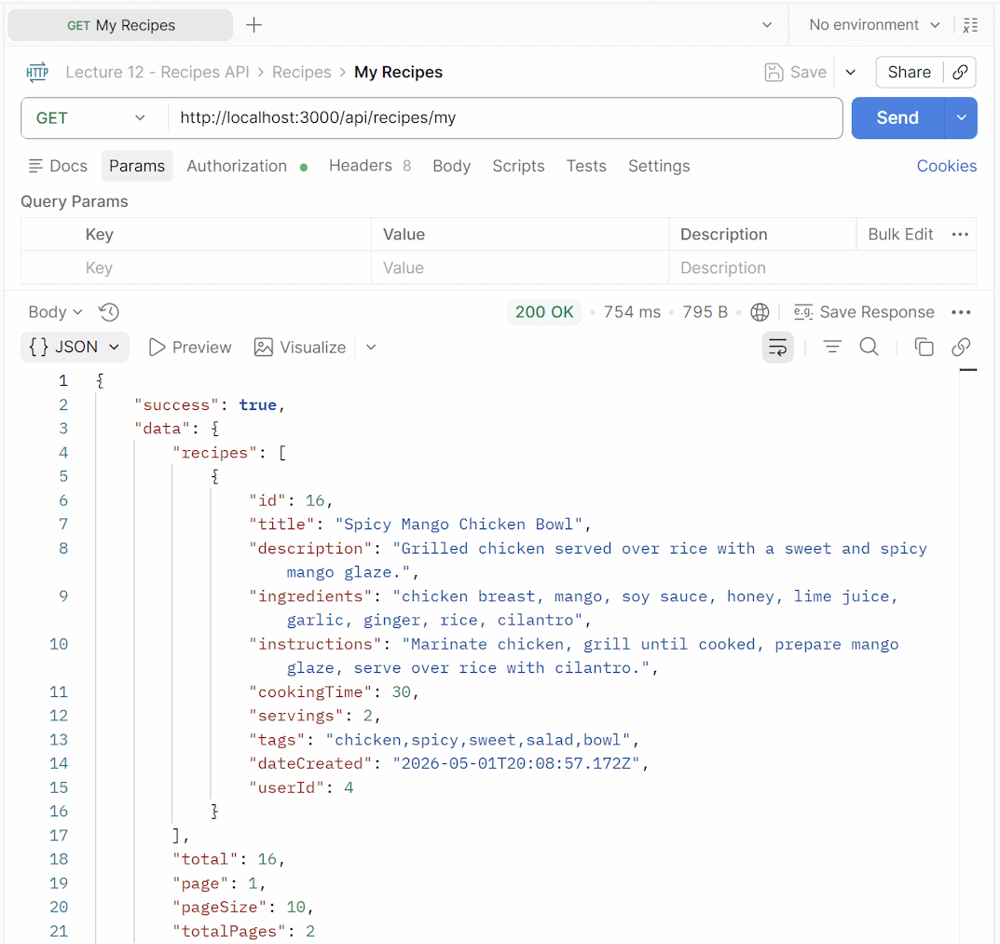 GET My Recipes
No environment
HTTP Lecture 12 - Recipes API > Recipes > My Recipes Save Share
GET http://localhost:3000/api/recipes/my Send
Docs Params Authorization Headers 8 Body Scripts Tests Settings Cookies
Query Params
Key Value Description Bulk Edit
Key Value Description
Body 200 OK 754 ms 795 B e.g. Save Response
{} JSON Preview Visualize
1 {
2 "success": true,
3 "data": {
4 "recipes": [
5 {
6 "id": 16,
7 "title": "Spicy Mango Chicken Bowl",
8 "description": "Grilled chicken served over rice with a sweet and spicy
mango glaze.",
9 "ingredients": "chicken breast, mango, soy sauce, honey, lime juice,
garlic, ginger, rice, cilantro",
10 "instructions": "Marinate chicken, grill until cooked, prepare mango
glaze, serve over rice with cilantro.",
11 "cookingTime": 30,
12 "servings": 2,
13 "tags": "chicken,spicy,sweet,salad,bowl",
14 "dateCreated": "2026-05-01T20:08:57.172Z",
15 "userId": 4
16 }
17 ],
18 "total": 16,
19 "page": 1,
20 "pageSize": 10,
21 "totalPages": 2